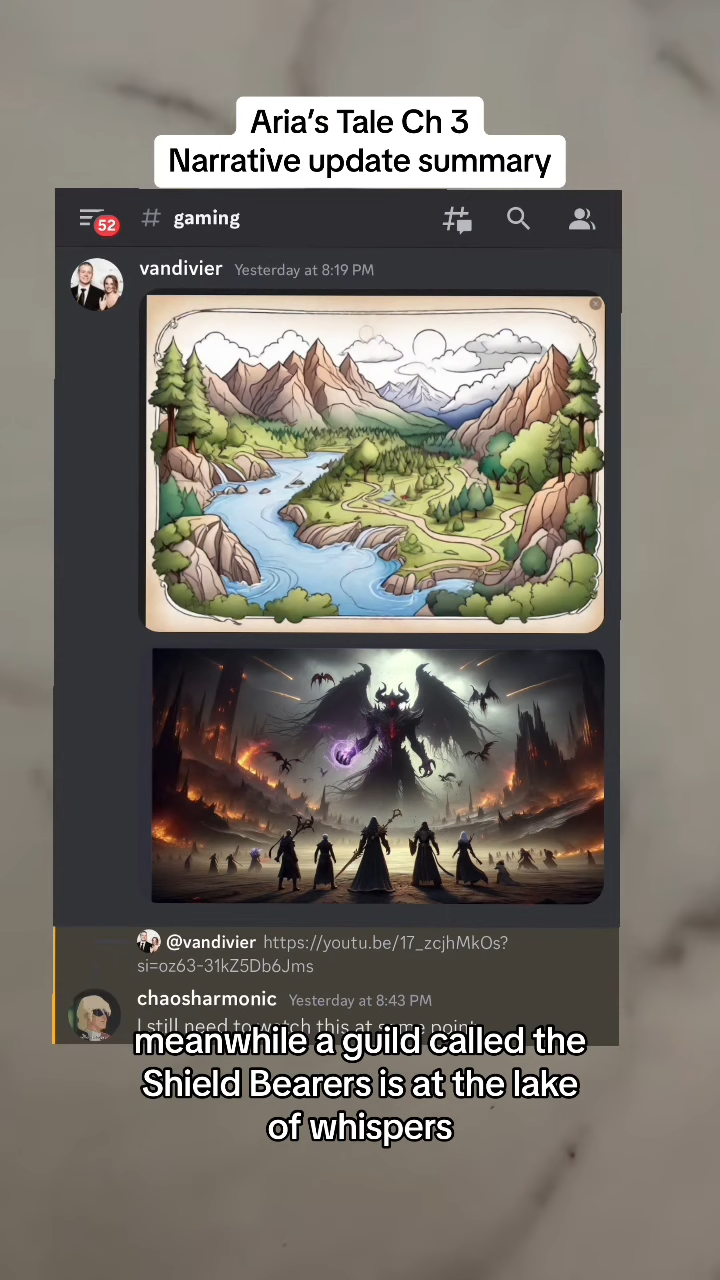 Aria's Tale Ch 3
Narrative update summary
52
# gaming
vandivier Yesterday at 8:19 PM
@vandivier https://youtu.be/17_zcjhMkOs?
si=oz63-31kZ5Db6Jms
chaosharmonic Yesterday at 8:43 PM
I still need to watch this at some point
meanwhile a guild called the
Shield Bearers is at the lake
of whispers